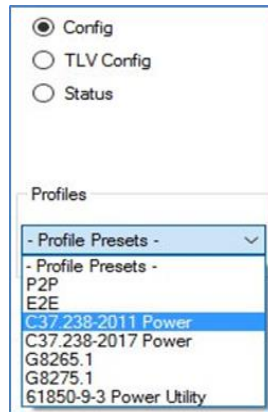 Config
TLV Config
Status
Profiles
- Profile Presets -
- Profile Presets -
P2P
E2E
C37.238-2011 Power
C37.238-2017 Power
G8265.1
G8275.1
61850-9-3 Power Utility